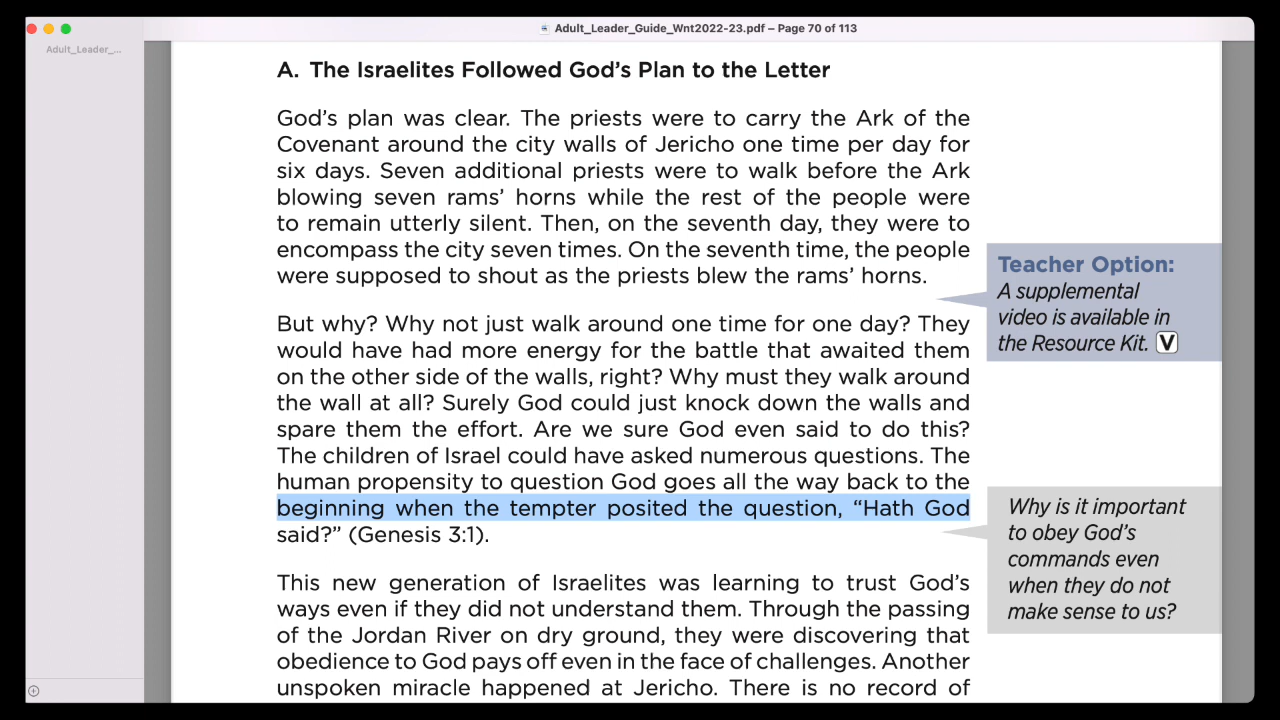 Adult_Leader_Guide_Wnt2022-23.pdf – Page 70 of 113
Adult_Leader_...
A. The Israelites Followed God’s Plan to the Letter
God’s plan was clear. The priests were to carry the Ark of the
Covenant around the city walls of Jericho one time per day for
six days. Seven additional priests were to walk before the Ark
blowing seven rams’ horns while the rest of the people were
to remain utterly silent. Then, on the seventh day, they were to
encompass the city seven times. On the seventh time, the people
were supposed to shout as the priests blew the rams’ horns.
Teacher Option:
A supplemental
video is available in
the Resource Kit. V
But why? Why not just walk around one time for one day? They
would have had more energy for the battle that awaited them
on the other side of the walls, right? Why must they walk around
the wall at all? Surely God could just knock down the walls and
spare them the effort. Are we sure God even said to do this?
The children of Israel could have asked numerous questions. The
human propensity to question God goes all the way back to the
beginning when the tempter posited the question, “Hath God
said?” (Genesis 3:1).
Why is it important
to obey God’s
commands even
when they do not
make sense to us?
This new generation of Israelites was learning to trust God’s
ways even if they did not understand them. Through the passing
of the Jordan River on dry ground, they were discovering that
obedience to God pays off even in the face of challenges. Another
unspoken miracle happened at Jericho. There is no record of